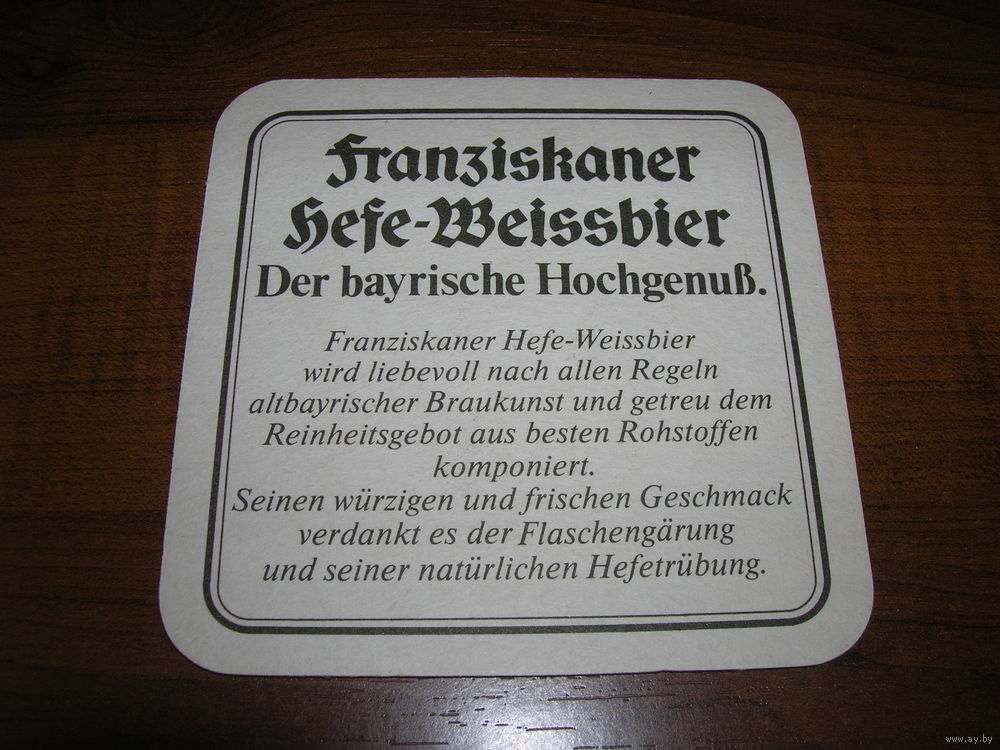 Franziskaner
Hefe-Weissbier
Der bayrische Hochgenuß.
Franziskaner Hefe-Weissbier
wird liebevoll nach allen Regeln
altbayrischer Braukunst und getreu dem
Reinheitsgebot aus besten Rohstoffen
komponiert.
Seinen würzigen und frischen Geschmack
verdankt es der Flaschengärung
und seiner natürlichen Hefetrübung.
www.ay.by